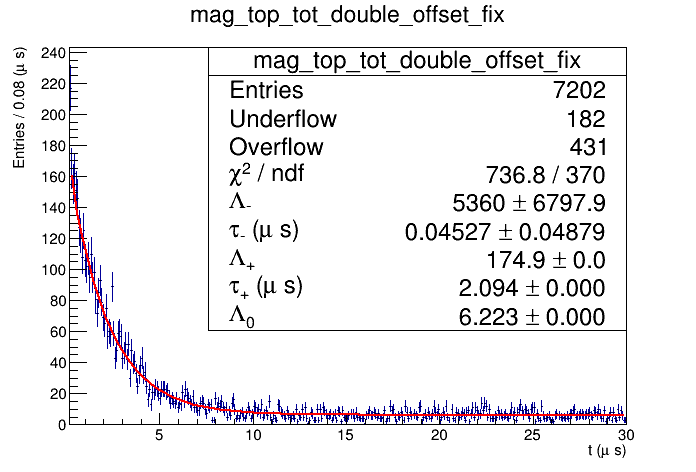 mag_top_tot_double_offset_fix
Entries / 0.08 (μ s)
240
220
200
180
160
140
120
100
80
60
40
20
0
mag_top_tot_double_offset_fix
Entries 7202
Underflow 182
Overflow 431
χ² / ndf 736.8 / 370
Λ₋ 5360 ± 6797.9
τ₋ (μ s) 0.04527 ± 0.04879
Λ₊ 174.9 ± 0.0
τ₊ (μ s) 2.094 ± 0.000
Λ₀ 6.223 ± 0.000
5 10 15 20 25 30
t (μ s)